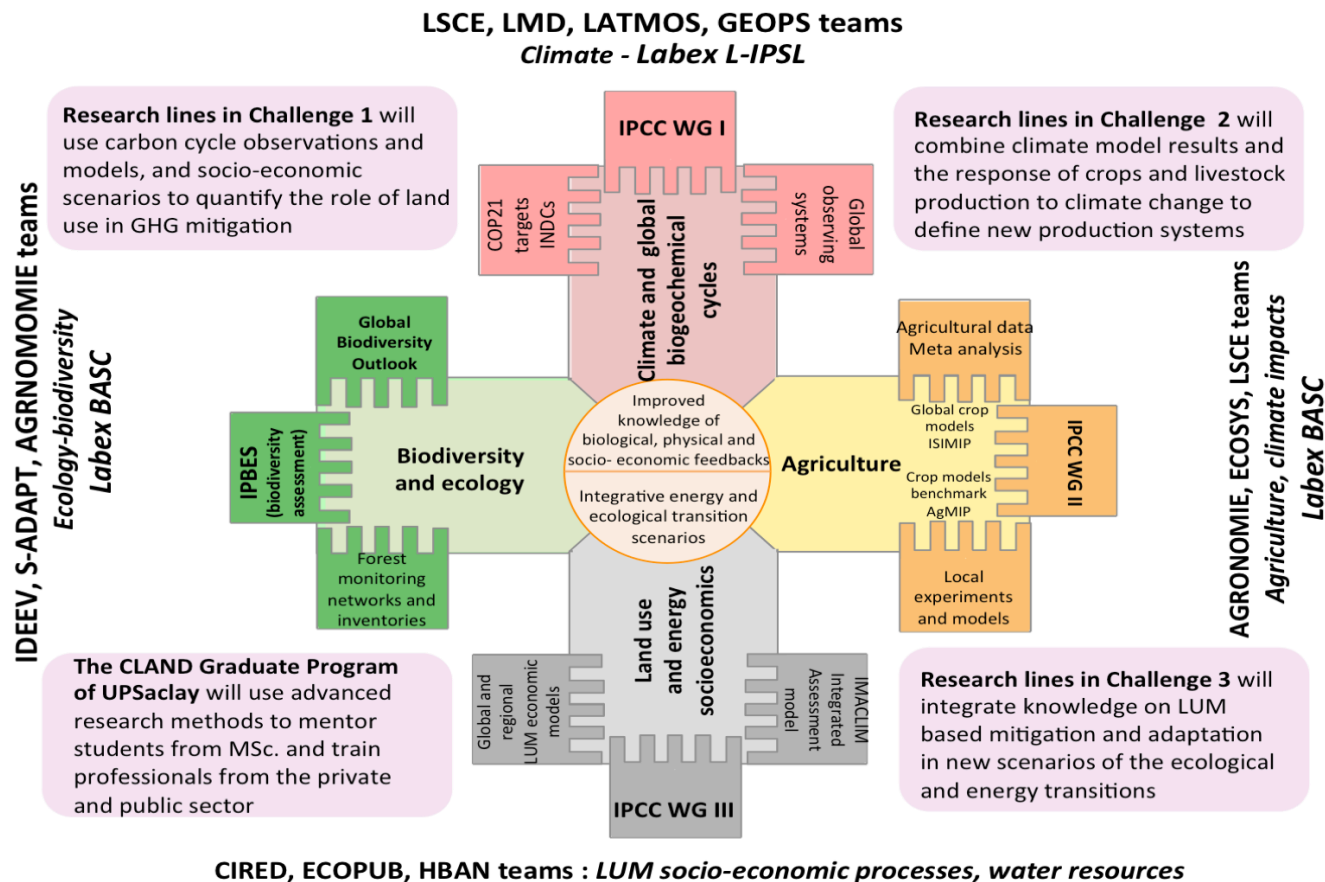 LSCE, LMD, LATMOS, GEOPS teams
Climate - Labex L-IPSL
Research lines in Challenge 1 will
use carbon cycle observations and
models, and socio-economic
scenarios to quantify the role of land
use in GHG mitigation
IPCC WG I
COP21
targets
INDCs
Climate and global
biogeochemical
cycles
Global
observing
systems
Research lines in Challenge  2 will
combine climate model results and
the response of crops and livestock
production to climate change to
define new production systems
IDEEV, S-ADAPT, AGRNOMOMIE teams
Ecology-biodiversity
Labex BASC
Global
Biodiversity
Outlook
IPBES
(biodiversity
assessment)
Biodiversity
and ecology
Forest
monitoring
networks and
inventories
Improved
knowledge of
biological, physical and
socio- economic feedbacks
Integrative energy and
ecological transition
scenarios
Agriculture
Agricultural data
Meta analysis
Global crop
models
ISIMIP
Crop models
benchmark
AgMIP
IPCC WG II
Local
experiments
and models
AGRONOMIE, ECOSYS, LSCE teams
Agriculture, climate impacts
Labex BASC
The CLAND Graduate Program
of UPSaclay will use advanced
research methods to mentor
students from MSc. and train
professionals from the private
and public sector
Global and
regional
LUM economic
models
Land use
and energy
socioeconomics
IMACLIM
Integrated
Assessment
model
IPCC WG III
Research lines in Challenge 3 will
integrate knowledge on LUM
based mitigation and adaptation
in new scenarios of the ecological
and energy transitions
CIRED, ECOPUB, HBAN teams : LUM socio-economic processes, water resources